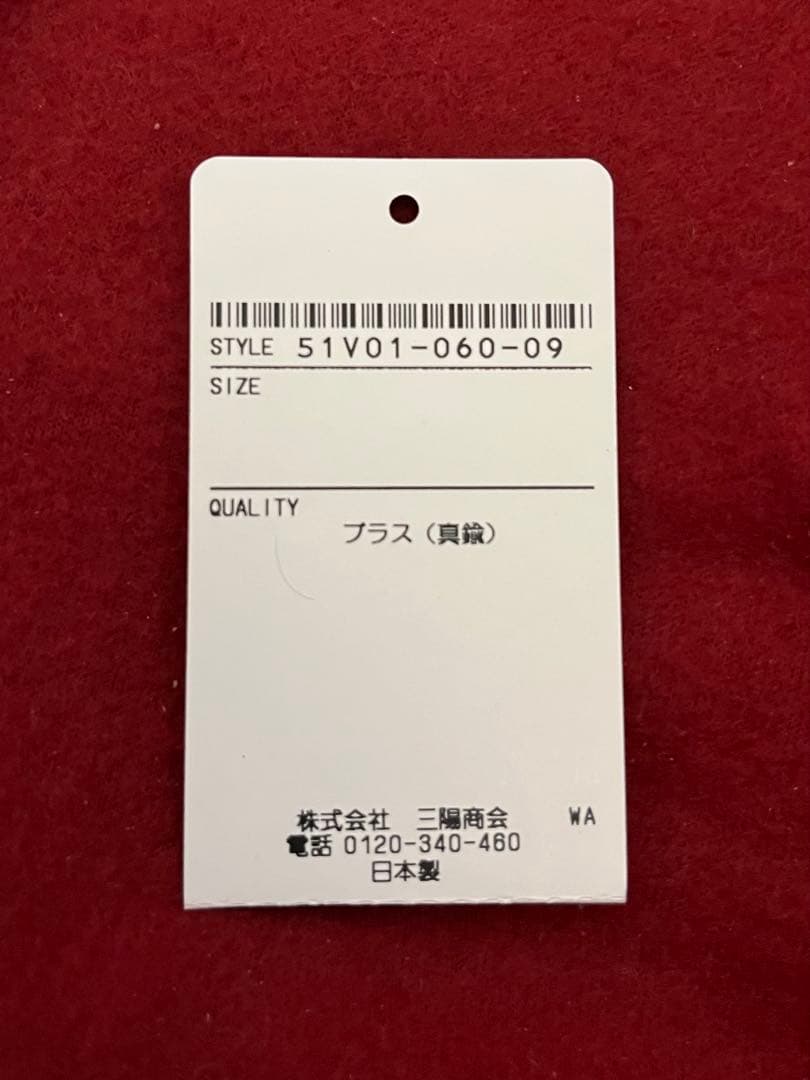 STYLE 51V01-060-09
SIZE
QUALITY
ブラス（真鍮）
株式会社 三陽商会 WA
電話 0120-340-460
日本製